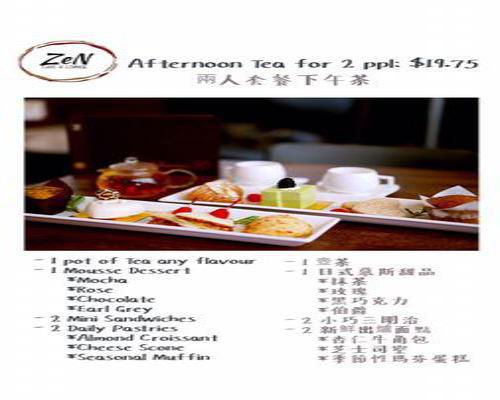 ZeN
CAFE & LOUNGE
Afternoon Tea for 2 ppl: $19.75
兩人套餐下午茶
- 1 pot of Tea any flavour
- 1 Mousse Dessert
*Mocha
*Rose
*Chocolate
*Earl Grey
- 2 Mini Sandwiches
- 2 Daily Pastries
*Almond Croissant
*Cheese Scone
*Seasonal Muffin
- 1 壺茶
- 1 日式慕斯甜品
*抹茶
*玫瑰
*黑巧克力
*伯爵
- 2 小巧三明治
- 2 新鮮出爐面點
*杏仁牛角包
*芝士司空
*季節性瑪芬蛋糕